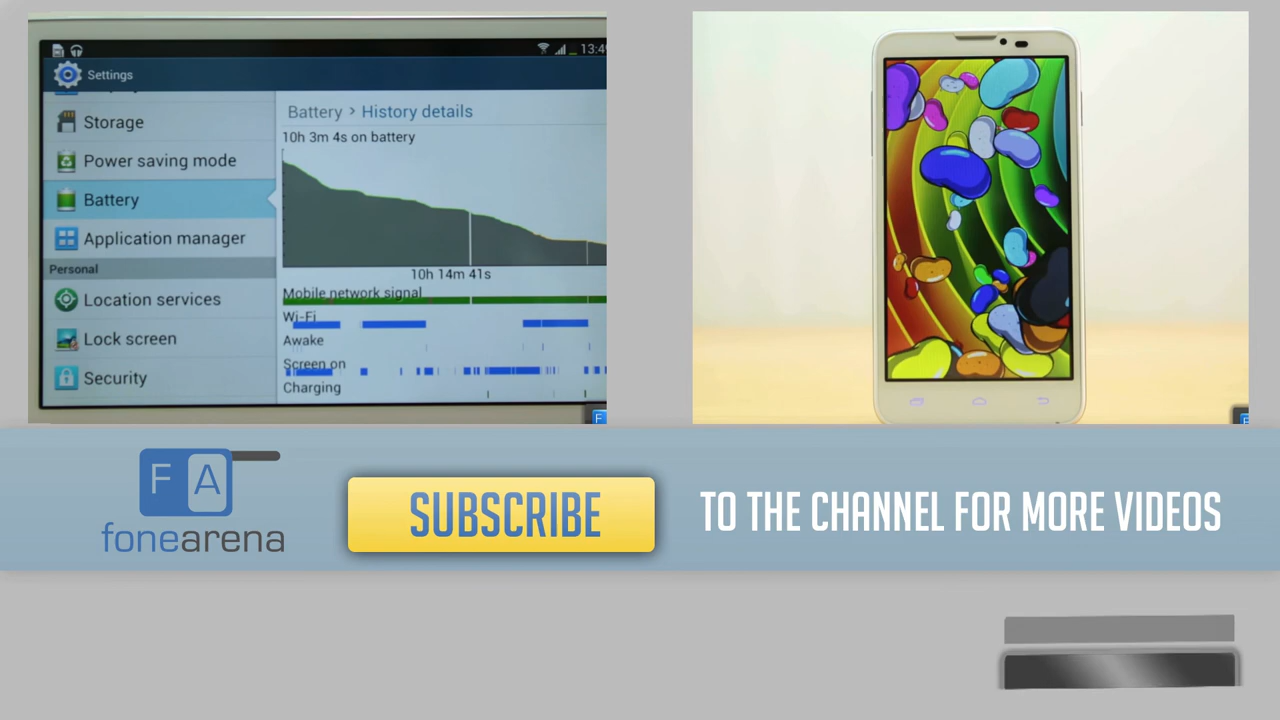 13:49
Settings
Storage
Power saving mode
Battery
Application manager
Personal
Location services
Lock screen
Security
Battery > History details
10h 3m 4s on battery
10h 14m 41s
Mobile network signal
Wi-Fi
Awake
Screen on
Charging
F
F A
fonearena
SUBSCRIBE
TO THE CHANNEL FOR MORE VIDEOS